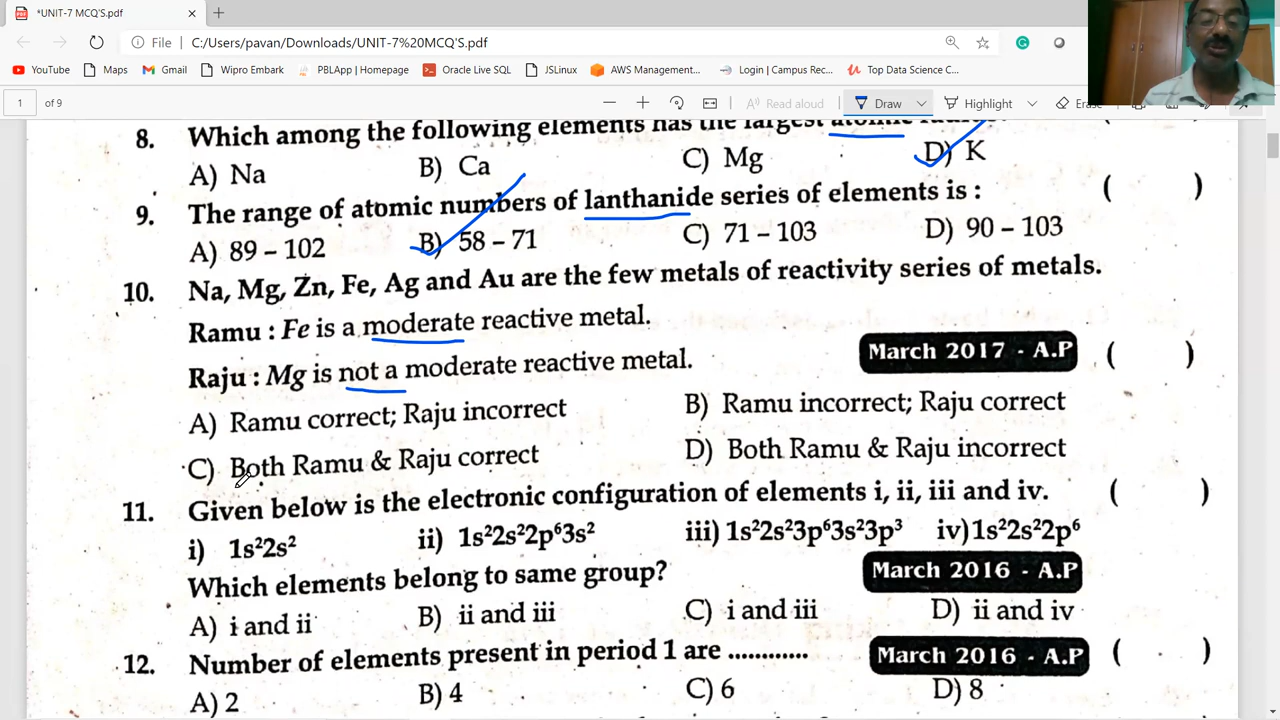 *UNIT-7 MCQ'S.pdf
File C:/Users/pavan/Downloads/UNIT-7%20MCQ'S.pdf
YouTube Maps Gmail Wipro Embark PBLApp | Homepage Oracle Live SQL JSLinux AWS Management... Login | Campus Rec... Top Data Science C...
1 of 9 Read aloud Draw Highlight Erase
8. Which among the following elements has the largest atomic
A) Na B) Ca C) Mg D) K
9. The range of atomic numbers of lanthanide series of elements is : ( )
A) 89 – 102 B) 58 – 71 C) 71 – 103 D) 90 – 103
10. Na, Mg, Zn, Fe, Ag and Au are the few metals of reactivity series of metals.
Ramu : Fe is a moderate reactive metal.
Raju : Mg is not a moderate reactive metal. March 2017 - A.P ( )
A) Ramu correct; Raju incorrect B) Ramu incorrect; Raju correct
C) Both Ramu & Raju correct D) Both Ramu & Raju incorrect
11. Given below is the electronic configuration of elements i, ii, iii and iv. ( )
i) 1s²2s² ii) 1s²2s²2p⁶3s² iii) 1s²2s²3p⁶3s²3p³ iv) 1s²2s²2p⁶
Which elements belong to same group? March 2016 - A.P
A) i and ii B) ii and iii C) i and iii D) ii and iv
12. Number of elements present in period 1 are ............ March 2016 - A.P ( )
A) 2 B) 4 C) 6 D) 8